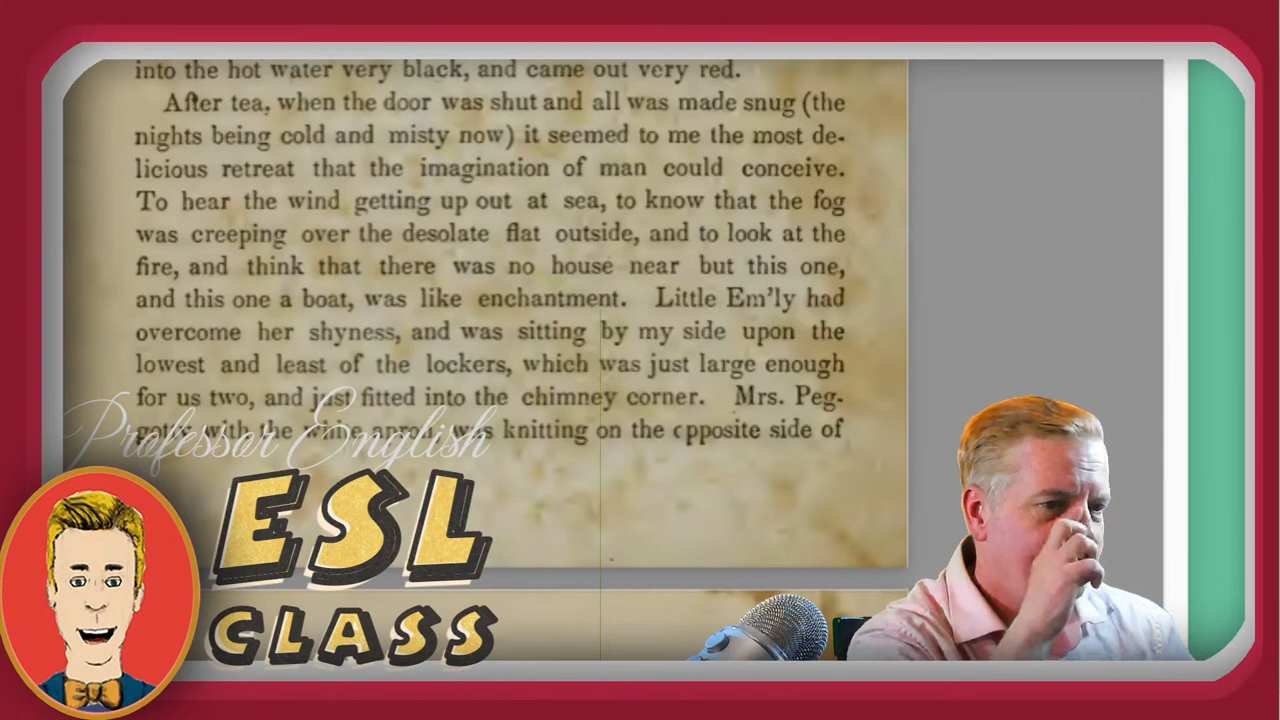 into the hot water very black, and came out very red.
After tea, when the door was shut and all was made snug (the
nights being cold and misty now) it seemed to me the most de-
licious retreat that the imagination of man could conceive.
To hear the wind getting up out at sea, to know that the fog
was creeping over the desolate flat outside, and to look at the
fire, and think that there was no house near but this one,
and this one a boat, was like enchantment. Little Em'ly had
overcome her shyness, and was sitting by my side upon the
lowest and least of the lockers, which was just large enough
for us two, and just fitted into the chimney corner. Mrs. Peg-
gotty with the white apron, was knitting on the opposite side of
Professor English
ESL
CLASS